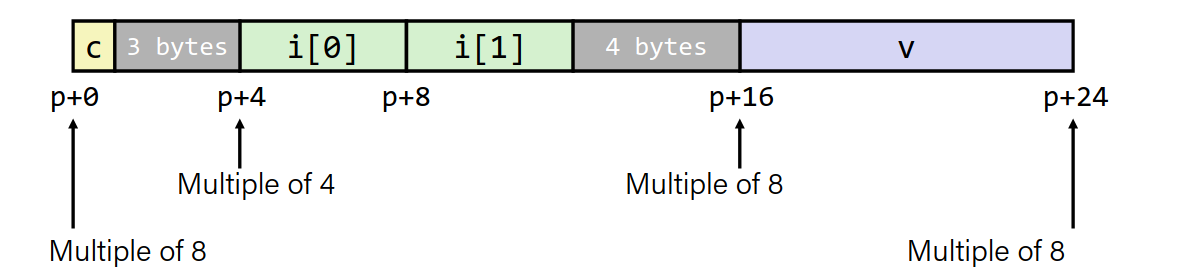 c 3 bytes i[0] i[1] 4 bytes v
p+0 p+4 p+8 p+16 p+24
Multiple of 4 Multiple of 8
Multiple of 8 Multiple of 8